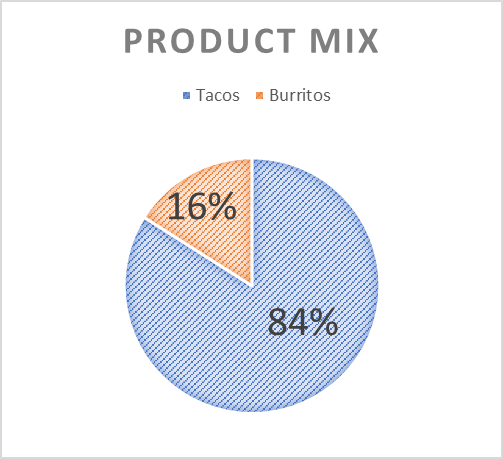 PRODUCT MIX
Tacos Burritos
16%
84%